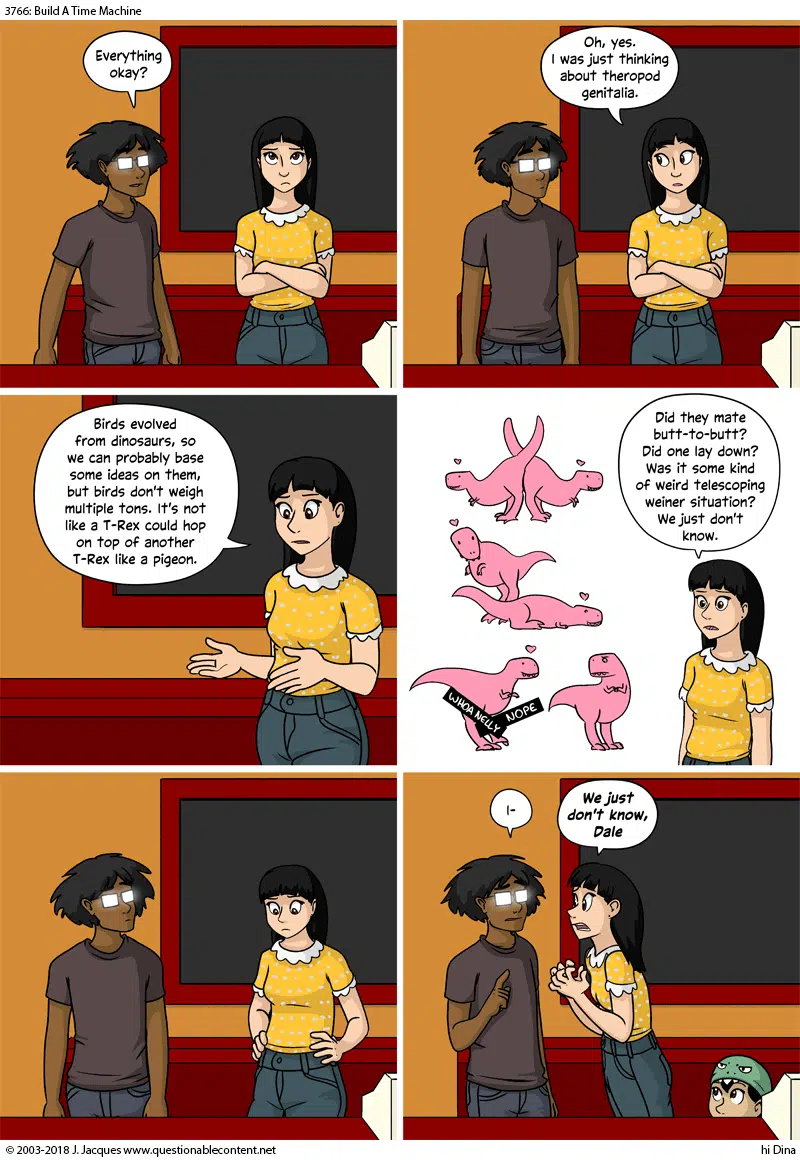 3766: Build A Time Machine
Everything
okay?
Oh, yes.
I was just thinking
about theropod
genitalia.
Birds evolved
from dinosaurs, so
we can probably base
some ideas on them,
but birds don't weigh
multiple tons. It's not
like a T-Rex could hop
on top of another
T-Rex like a pigeon.
Did they mate
butt-to-butt?
Did one lay down?
Was it some kind
of weird telescoping
weiner situation?
We just don't
know.
WHOA NELLY
NOPE
I-
We just
don't know,
Dale
© 2003-2018 J. Jacques www.questionablecontent.net
hi Dina